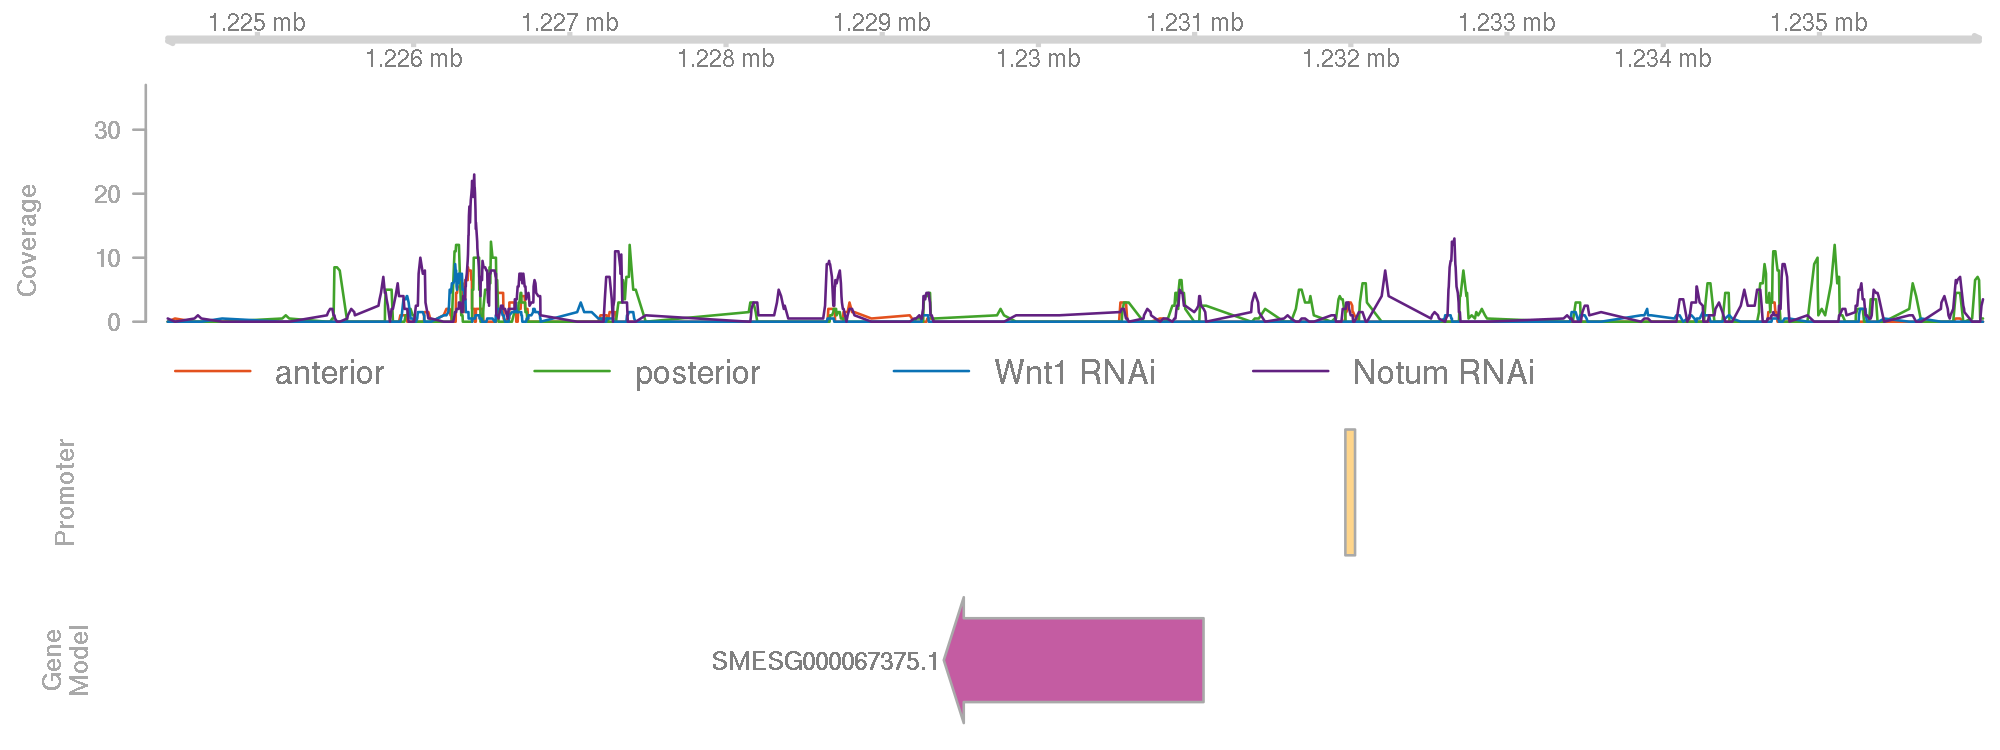 1.225 mb 1.227 mb 1.229 mb 1.231 mb 1.233 mb 1.235 mb
1.226 mb 1.228 mb 1.23 mb 1.232 mb 1.234 mb
30
20
10
0
Coverage
anterior posterior Wnt1 RNAi Notum RNAi
Promoter
Gene
Model
SMESG000067375.1